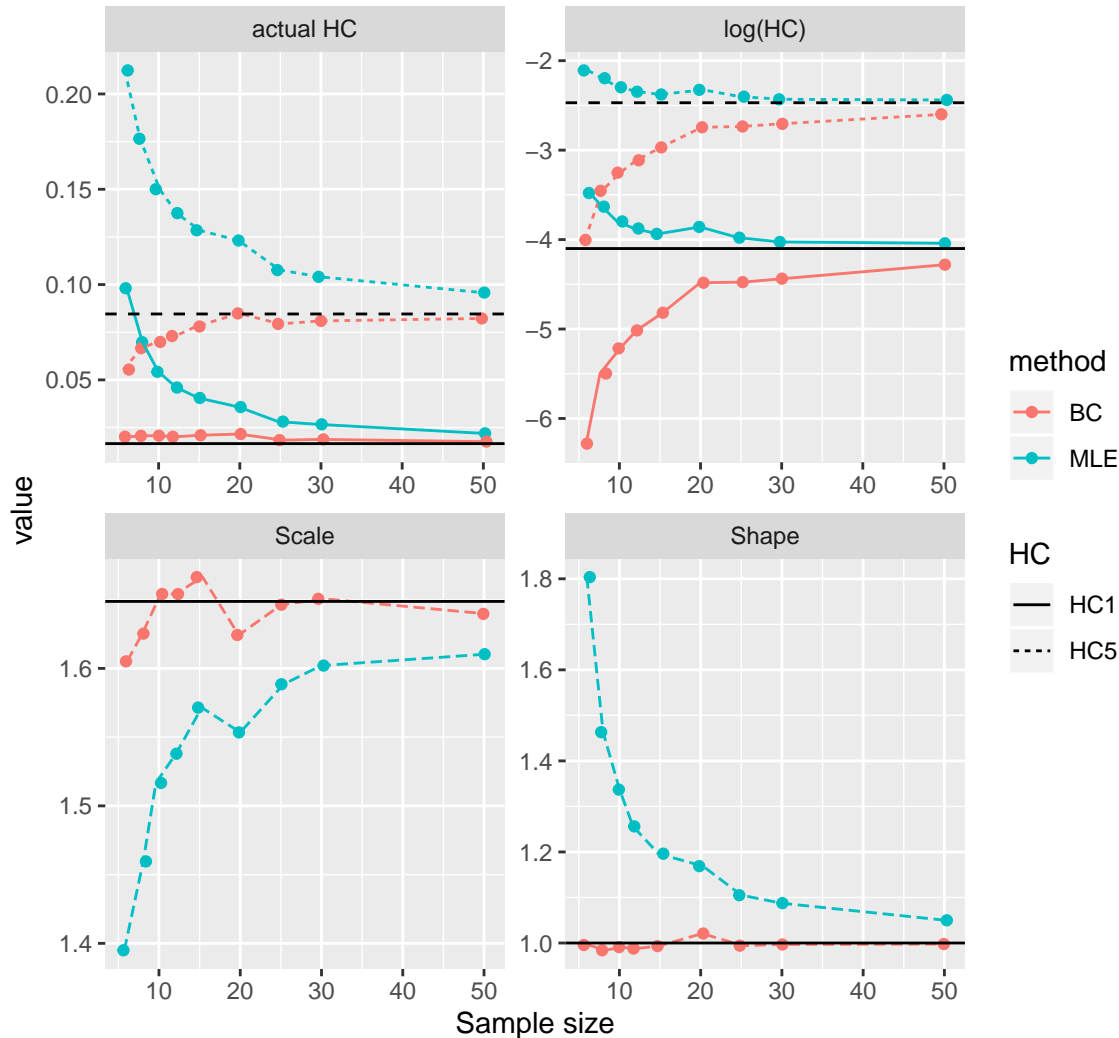 actual HC
log(HC)
0.20
0.15
0.10
0.05
−2
−3
−4
−5
−6
10 20 30 40 50
10 20 30 40 50
value
Scale
Shape
1.6
1.5
1.4
1.8
1.6
1.4
1.2
1.0
10 20 30 40 50
10 20 30 40 50
Sample size
method
BC
MLE
HC
HC1
HC5